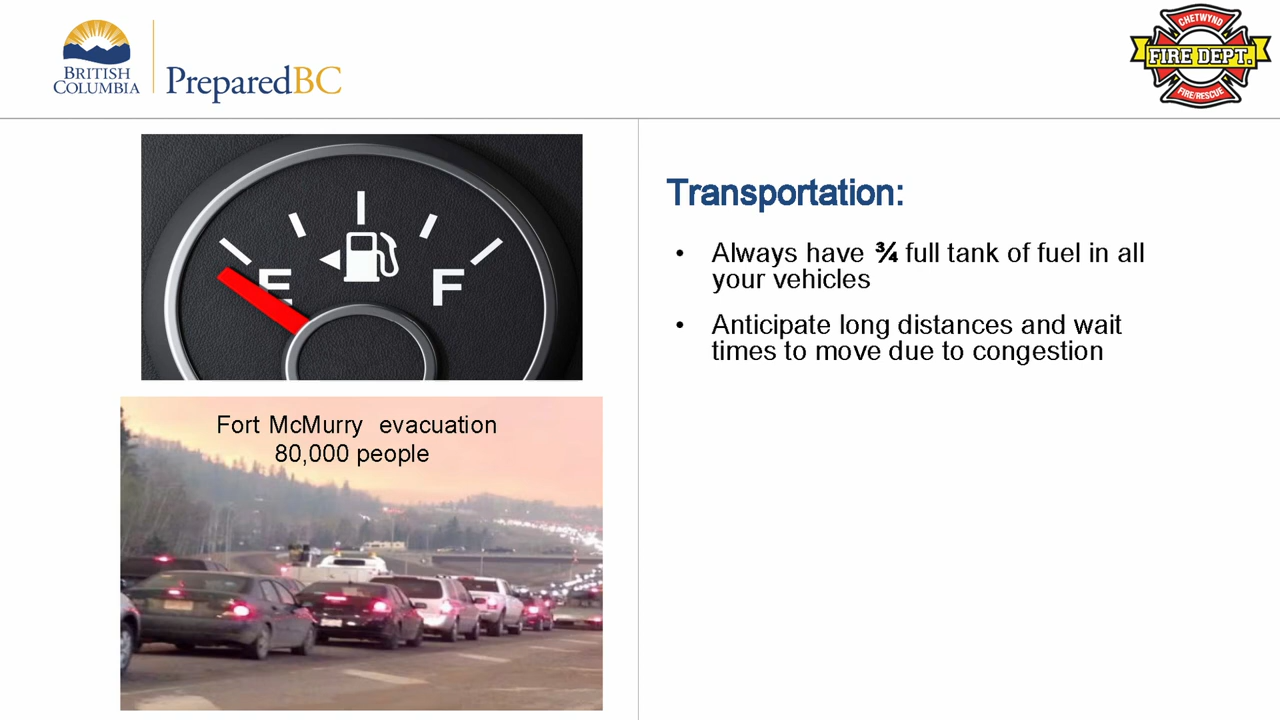 BRITISH
COLUMBIA
PreparedBC
CHETWYND
FIRE DEPT.
FIRE/RESCUE
E
F
Fort McMurry evacuation
80,000 people
Transportation:
• Always have ¾ full tank of fuel in all
your vehicles
• Anticipate long distances and wait
times to move due to congestion